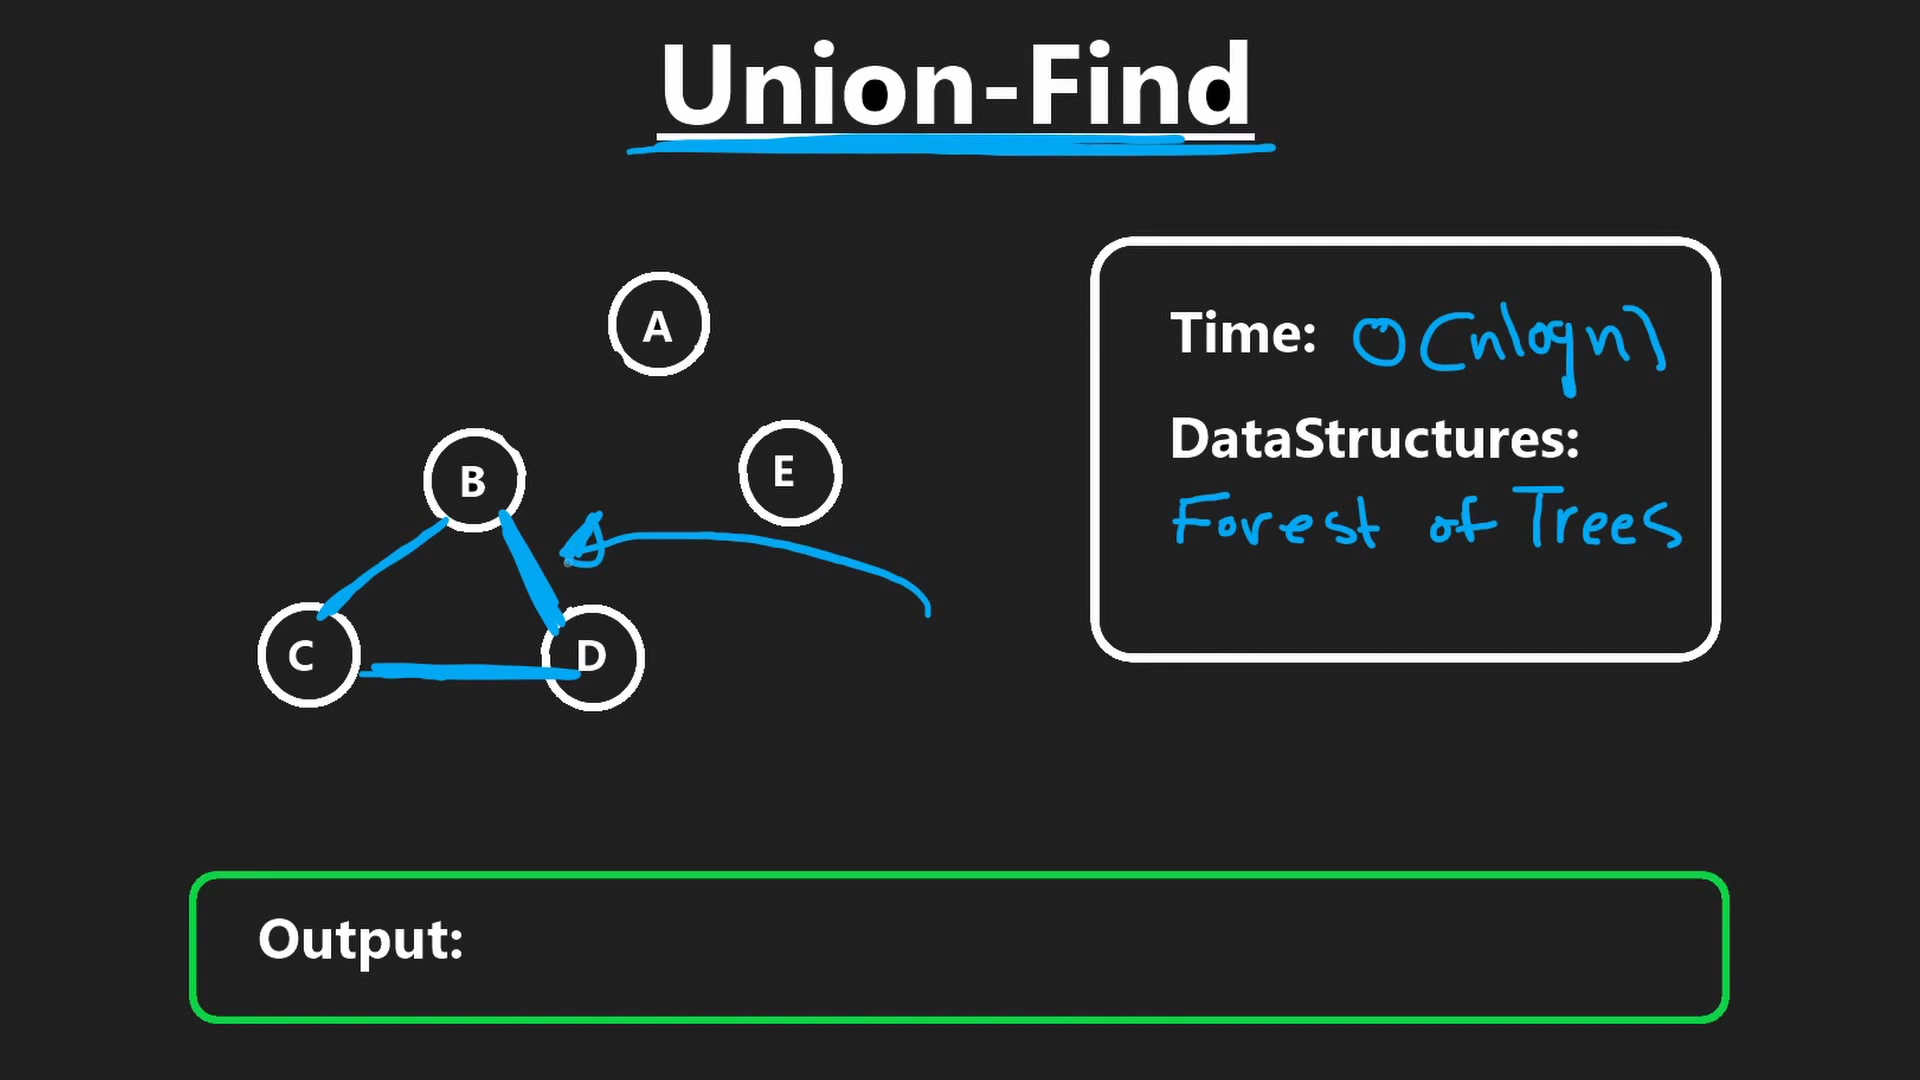 Union-Find
A
B
E
C
D
Time: O(nlogn)
DataStructures:
Forest of Trees
Output: